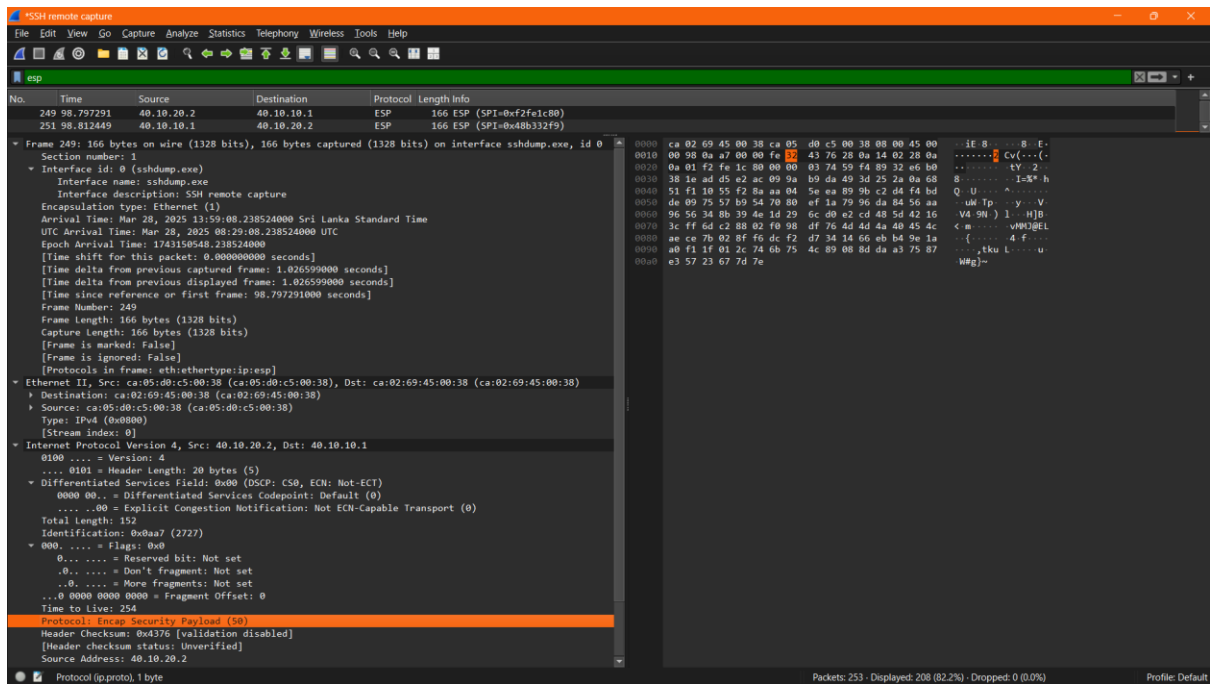 *SSH remote capture
File Edit View Go Capture Analyze Statistics Telephony Wireless Tools Help
esp
No. Time Source Destination Protocol Length Info
249 98.797291 40.10.20.2 40.10.10.1 ESP 166 ESP (SPI=0xf2fe1c80)
251 98.812449 40.10.10.1 40.10.20.2 ESP 166 ESP (SPI=0x48b332f9)
Frame 249: 166 bytes on wire (1328 bits), 166 bytes captured (1328 bits) on interface sshdump.exe, id 0
Section number: 1
Interface id: 0 (sshdump.exe)
Interface name: sshdump.exe
Interface description: SSH remote capture
Encapsulation type: Ethernet (1)
Arrival Time: Mar 28, 2025 13:59:08.238524000 Sri Lanka Standard Time
UTC Arrival Time: Mar 28, 2025 08:29:08.238524000 UTC
Epoch Arrival Time: 1743150548.238524000
[Time shift for this packet: 0.000000000 seconds]
[Time delta from previous captured frame: 1.026599000 seconds]
[Time delta from previous displayed frame: 1.026599000 seconds]
[Time since reference or first frame: 98.797291000 seconds]
Frame Number: 249
Frame Length: 166 bytes (1328 bits)
Capture Length: 166 bytes (1328 bits)
[Frame is marked: False]
[Frame is ignored: False]
[Protocols in frame: eth:ethertype:ip:esp]
Ethernet II, Src: ca:05:d0:c5:00:38 (ca:05:d0:c5:00:38), Dst: ca:02:69:45:00:38 (ca:02:69:45:00:38)
Destination: ca:02:69:45:00:38 (ca:02:69:45:00:38)
Source: ca:05:d0:c5:00:38 (ca:05:d0:c5:00:38)
Type: IPv4 (0x0800)
[Stream index: 0]
Internet Protocol Version 4, Src: 40.10.20.2, Dst: 40.10.10.1
0100 .... = Version: 4
.... 0101 = Header Length: 20 bytes (5)
Differentiated Services Field: 0x00 (DSCP: CS0, ECN: Not-ECT)
0000 00.. = Differentiated Services Codepoint: Default (0)
.... ..00 = Explicit Congestion Notification: Not ECN-Capable Transport (0)
Total Length: 152
Identification: 0x0aa7 (2727)
000. .... = Flags: 0x0
0... .... = Reserved bit: Not set
.0.. .... = Don't fragment: Not set
..0. .... = More fragments: Not set
...0 0000 0000 0000 = Fragment Offset: 0
Time to Live: 254
Protocol: Encap Security Payload (50)
Header Checksum: 0x4376 [validation disabled]
[Header checksum status: Unverified]
Source Address: 40.10.20.2
0000 ca 02 69 45 00 38 ca 05 d0 c5 00 38 08 00 45 00 ··iE·8·· ···8··E·
0010 00 98 0a a7 00 00 fe 32 43 76 28 0a 14 02 28 0a ·······2 Cv(···(·
0020 0a 01 f2 fe 1c 80 00 00 03 74 59 f4 89 32 e6 b0 ········ ·tY··2··
0030 38 1e ad d5 e2 ac 09 9a b9 da 49 3d 25 2a 0a 68 8······· ··I=%*·h
0040 51 f1 10 55 f2 8a aa 04 5e ea 89 9b c2 d4 f4 bd Q··U···· ^·······
0050 de 09 75 57 b9 54 70 80 ef 1a 79 96 da 84 56 aa ··uW·Tp· ··y···V·
0060 96 56 34 8b 39 4e 1d 29 6c d0 e2 cd 48 5d 42 16 ·V4·9N·) l···H]B·
0070 3c ff 6d c2 88 02 f0 98 df 76 4d 4d 4a 40 45 4c <·m····· ·vMMJ@EL
0080 ae ce 7b 02 8f f6 dc f2 d7 34 14 66 eb b4 9e 1a ··{····· ·4·f····
0090 a0 f1 1f 01 2c 74 6b 75 4c 89 08 8d da a3 75 87 ····,tku L·····u·
00a0 e3 57 23 67 7d 7e ·W#g}~
Protocol (ip.proto), 1 byte Packets: 253 · Displayed: 208 (82.2%) · Dropped: 0 (0.0%) Profile: Default